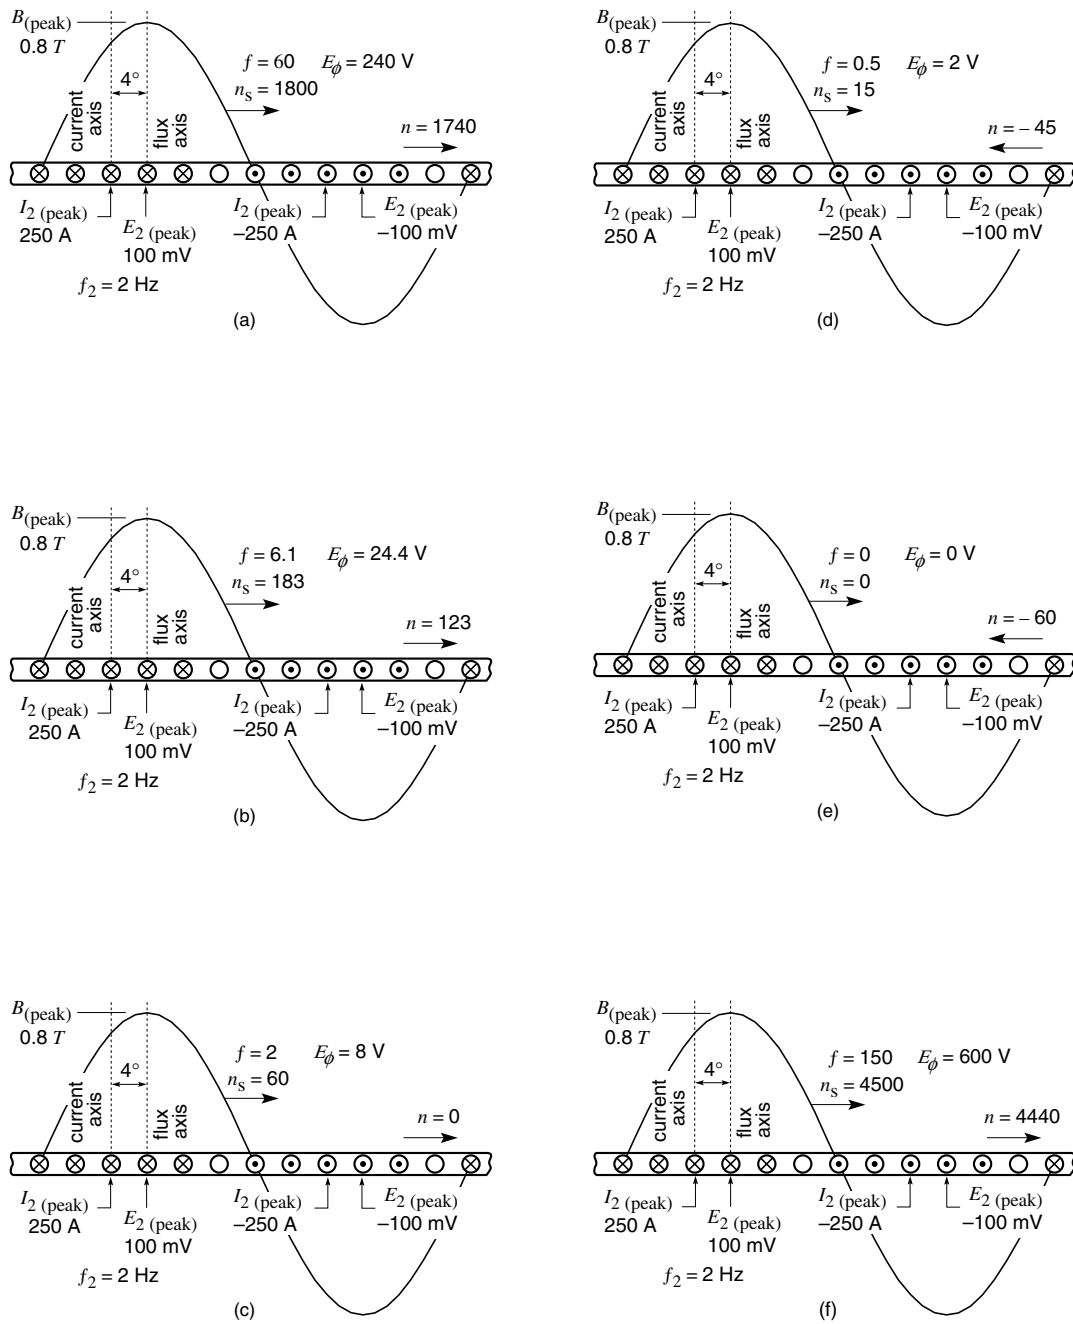 B(peak)
0.8 T
f = 60 Eϕ = 240 V
4°
ns = 1800
current axis
flux axis
n = 1740
I2 (peak)
250 A
E2 (peak)
100 mV
I2 (peak)
–250 A
E2 (peak)
–100 mV
f2 = 2 Hz
(a)
B(peak)
0.8 T
f = 0.5 Eϕ = 2 V
4°
ns = 15
current axis
flux axis
n = – 45
I2 (peak)
250 A
E2 (peak)
100 mV
I2 (peak)
–250 A
E2 (peak)
–100 mV
f2 = 2 Hz
(d)
B(peak)
0.8 T
f = 6.1 Eϕ = 24.4 V
4°
ns = 183
current axis
flux axis
n = 123
I2 (peak)
250 A
E2 (peak)
100 mV
I2 (peak)
–250 A
E2 (peak)
–100 mV
f2 = 2 Hz
(b)
B(peak)
0.8 T
f = 0 Eϕ = 0 V
4°
ns = 0
current axis
flux axis
n = – 60
I2 (peak)
250 A
E2 (peak)
100 mV
I2 (peak)
–250 A
E2 (peak)
–100 mV
f2 = 2 Hz
(e)
B(peak)
0.8 T
f = 2 Eϕ = 8 V
4°
ns = 60
current axis
flux axis
n = 0
I2 (peak)
250 A
E2 (peak)
100 mV
I2 (peak)
–250 A
E2 (peak)
–100 mV
f2 = 2 Hz
(c)
B(peak)
0.8 T
f = 150 Eϕ = 600 V
4°
ns = 4500
current axis
flux axis
n = 4440
I2 (peak)
250 A
E2 (peak)
100 mV
I2 (peak)
–250 A
E2 (peak)
–100 mV
f2 = 2 Hz
(f)